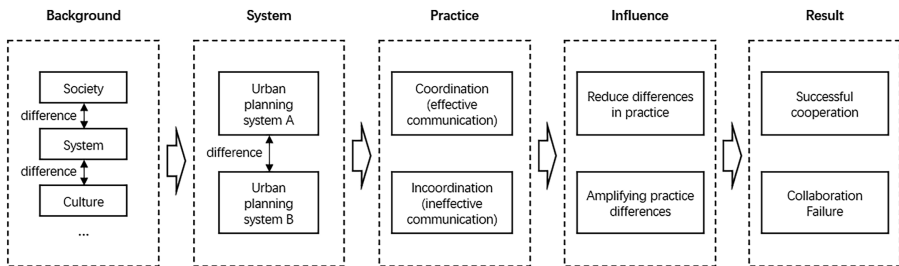 Background
Society
difference
System
difference
Culture
...
System
Urban
planning
system A
difference
Urban
planning
system B
Practice
Coordination
(effective
communication)
Incoordination
(ineffective
communication)
Influence
Reduce differences
in practice
Amplifying practice
differences
Result
Successful
cooperation
Collaboration
Failure